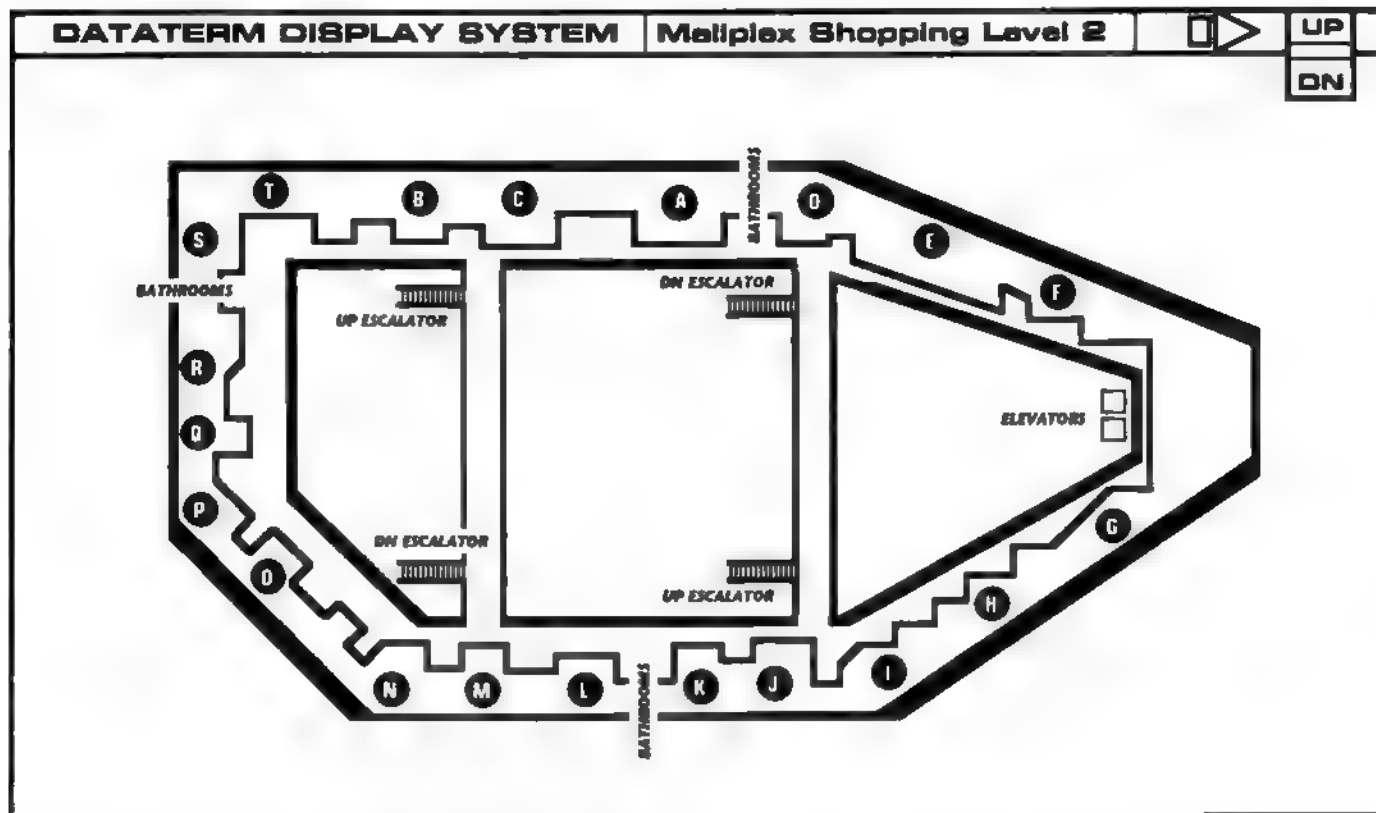 DATATERM DISPLAY SYSTEM
Mallplex Shopping Level 2
UP
DN
BATHROOMS
T
B
C
A
D
S
E
BATHROOMS
DN ESCALATOR
F
UP ESCALATOR
R
ELEVATORS
Q
P
G
DN ESCALATOR
O
UP ESCALATOR
H
I
N
M
L
K
J
BATHROOMS